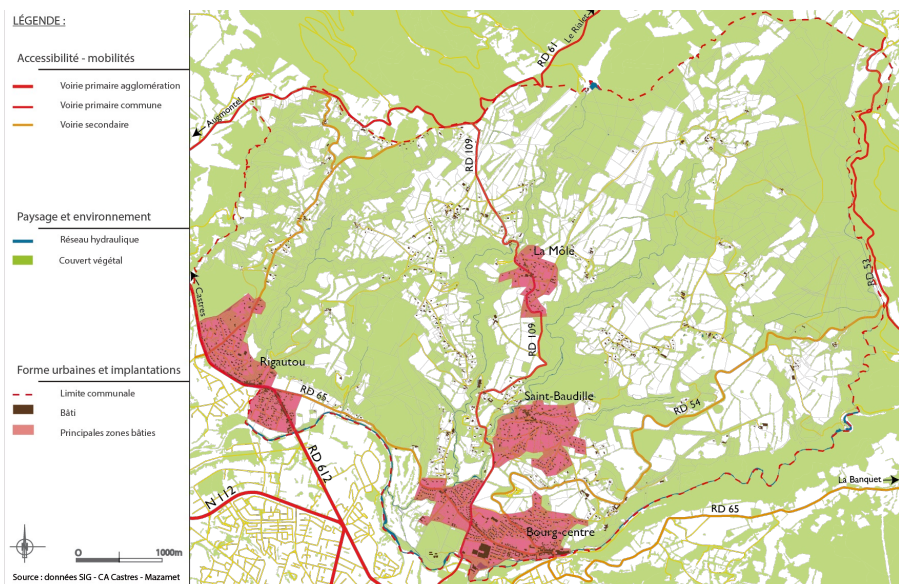 LÉGENDE :
Accessibilité - mobilités
Voirie primaire agglomération
Voirie primaire commune
Voirie secondaire
Paysage et environnement
Réseau hydraulique
Couvert végétal
Forme urbaines et implantations
Limite communale
Bâti
Principales zones bâties
O 1000m
Source : données SIG - CA Castres - Mazamet
Le Rialet
RD 61
Augmontel
RD 109
La Môle
RD 53
Castres
RD 109
Rigautou
RD 65
Saint-Baudille
RD 54
RD 612
N 112
La Banquet
RD 65
Bourg-centre